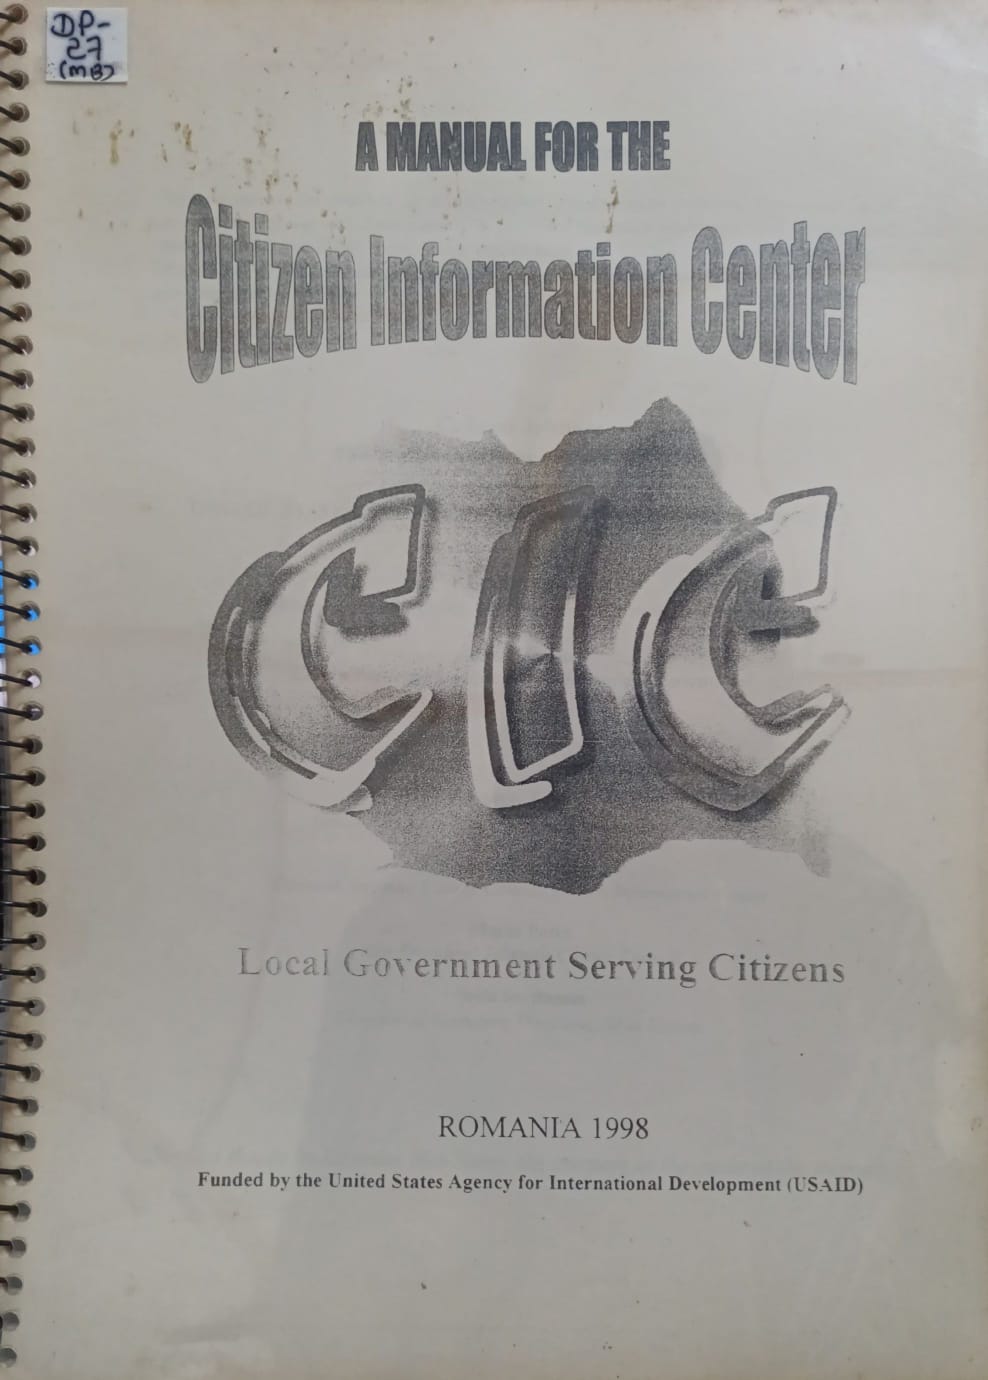 DP-
27
(MB)
A MANUAL FOR THE
Citizen Information Center
CIC
Local Government Serving Citizens
ROMANIA 1998
Funded by the United States Agency for International Development (USAID)